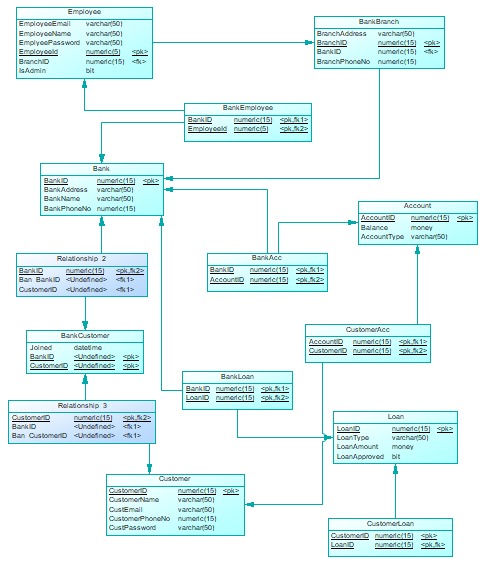 Employee
EmployeeEmail varchar(50)
EmployeeName varchar(50)
EmplyeePassword varchar(50)
EmployeeId numeric(5) <pk>
BranchID numeric(15) <fk>
IsAdmin bit
BankBranch
BranchAddress varchar(50)
BranchID numeric(15) <pk>
BankID numeric(15) <fk>
BranchPhoneNo numeric(15)
BankEmployee
BankID numeric(15) <pk,fk1>
EmployeeId numeric(5) <pk,fk2>
Bank
BankID numeric(15) <pk>
BankAddress varchar(50)
BankName varchar(50)
BankPhoneNo numeric(15)
Account
AccountID numeric(15) <pk>
Balance money
AccountType varchar(50)
Relationship_2
BankID numeric(15) <pk,fk2>
Ban_BankID <Undefined> <fk1>
CustomerID <Undefined> <fk1>
BankAcc
BankID numeric(15) <pk,fk1>
AccountID numeric(15) <pk,fk2>
BankCustomer
Joined datetime
BankID <Undefined> <pk>
CustomerID <Undefined> <pk>
CustomerAcc
AccountID numeric(15) <pk,fk1>
CustomerID numeric(15) <pk,fk2>
BankLoan
BankID numeric(15) <pk,fk1>
LoanID numeric(15) <pk,fk2>
Relationship_3
CustomerID numeric(15) <pk,fk2>
BankID <Undefined> <fk1>
Ban_CustomerID <Undefined> <fk1>
Loan
LoanID numeric(15) <pk>
LoanType varchar(50)
LoanAmount money
LoanApproved bit
Customer
CustomerID numeric(15) <pk>
CustomerName varchar(50)
CustEmail varchar(50)
CustomerPhoneNo numeric(15)
CustPassword varchar(50)
CustomerLoan
CustomerID numeric(15) <pk>
LoanID numeric(15) <pk,fk>